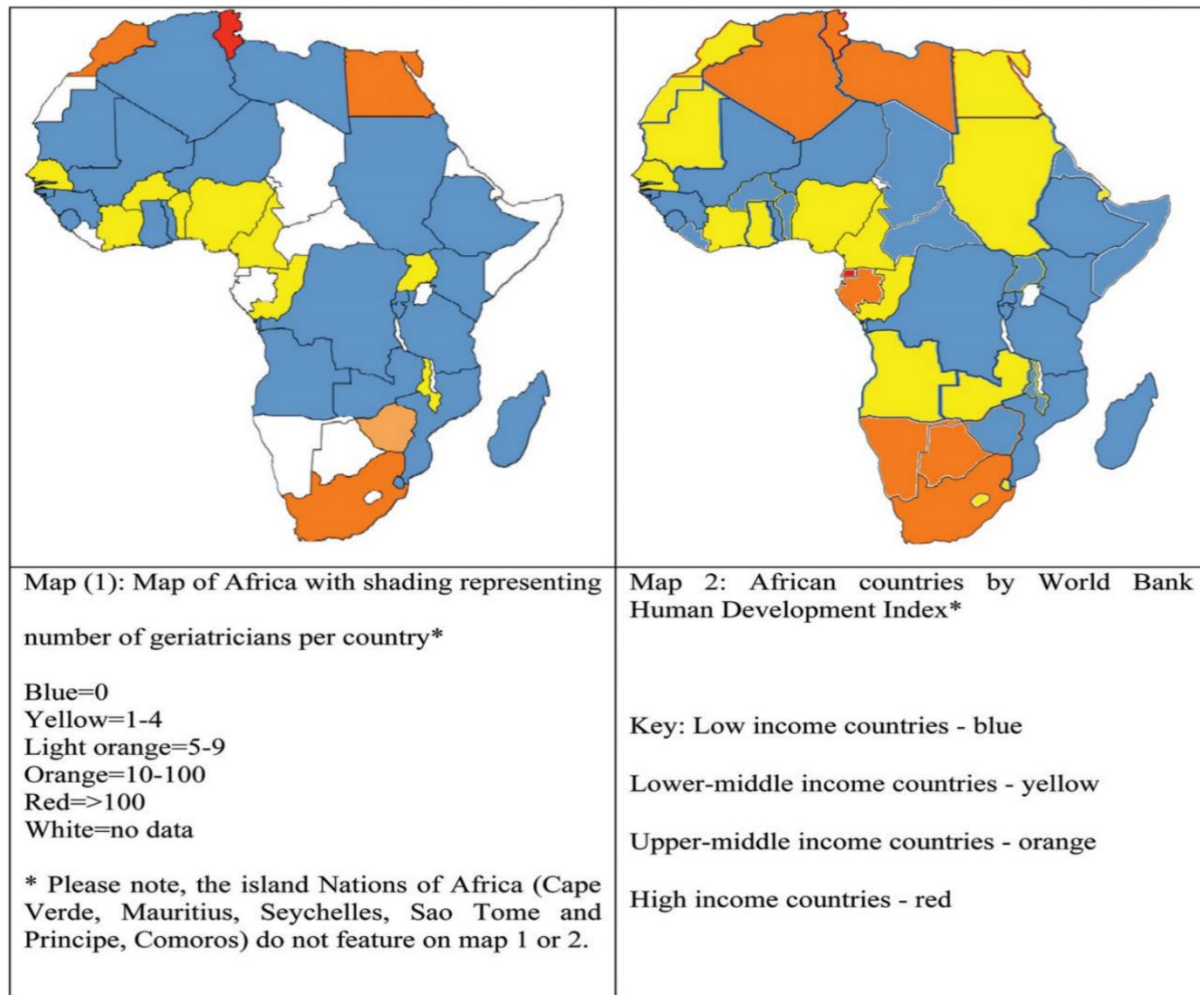 Map (1): Map of Africa with shading representing
number of geriatricians per country*
Blue=0
Yellow=1-4
Light orange=5-9
Orange=10-100
Red=>100
White=no data
* Please note, the island Nations of Africa (Cape
Verde, Mauritius, Seychelles, Sao Tome and
Principe, Comoros) do not feature on map 1 or 2.
Map 2: African countries by World Bank
Human Development Index*
Key: Low income countries - blue
Lower-middle income countries - yellow
Upper-middle income countries - orange
High income countries - red